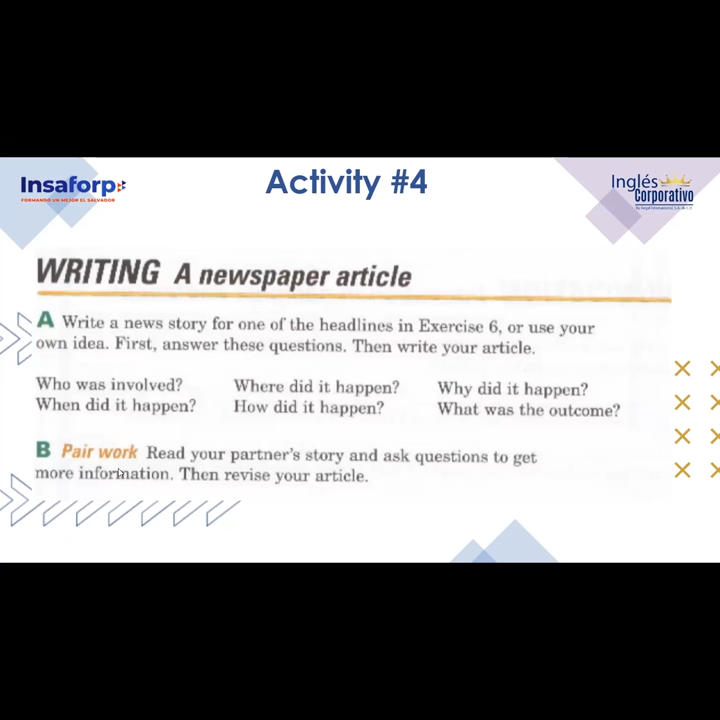 Activity #4
Insaforp
FORMANDO UN MEJOR EL SALVADOR
Inglés
Corporativo
WRITING A newspaper article
A Write a news story for one of the headlines in Exercise 6, or use your
own idea. First, answer these questions. Then write your article.
Who was involved? Where did it happen? Why did it happen?
When did it happen? How did it happen? What was the outcome?
B Pair work Read your partner's story and ask questions to get
more information. Then revise your article.